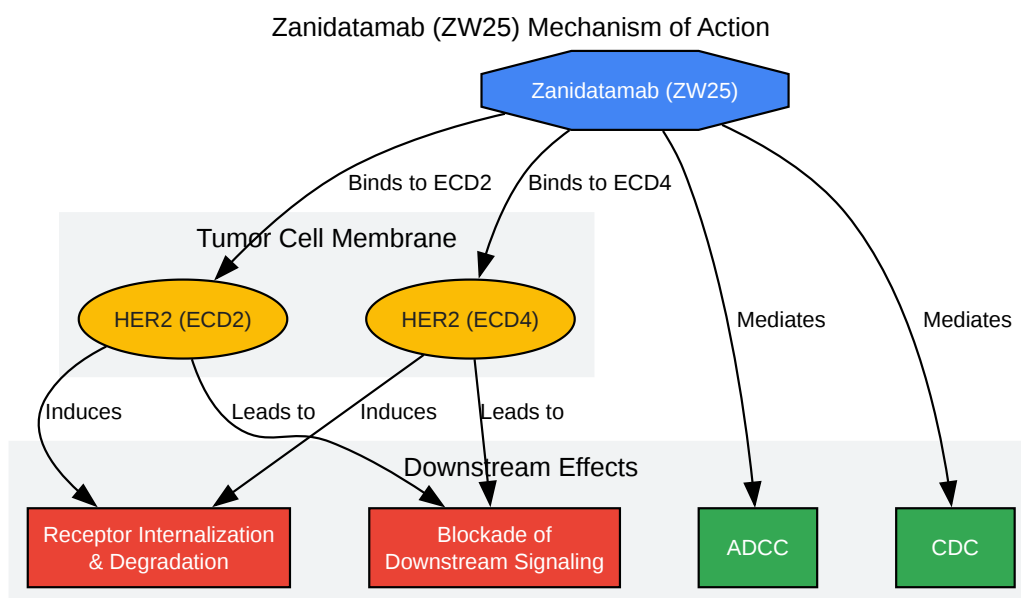 Zanidatamab (ZW25) Mechanism of Action
Zanidatamab (ZW25)
Binds to ECD2
Binds to ECD4
Tumor Cell Membrane
HER2 (ECD2)
HER2 (ECD4)
Mediates
Mediates
Induces
Leads to
Induces
Leads to
Downstream Effects
Receptor Internalization
& Degradation
Blockade of
Downstream Signaling
ADCC
CDC